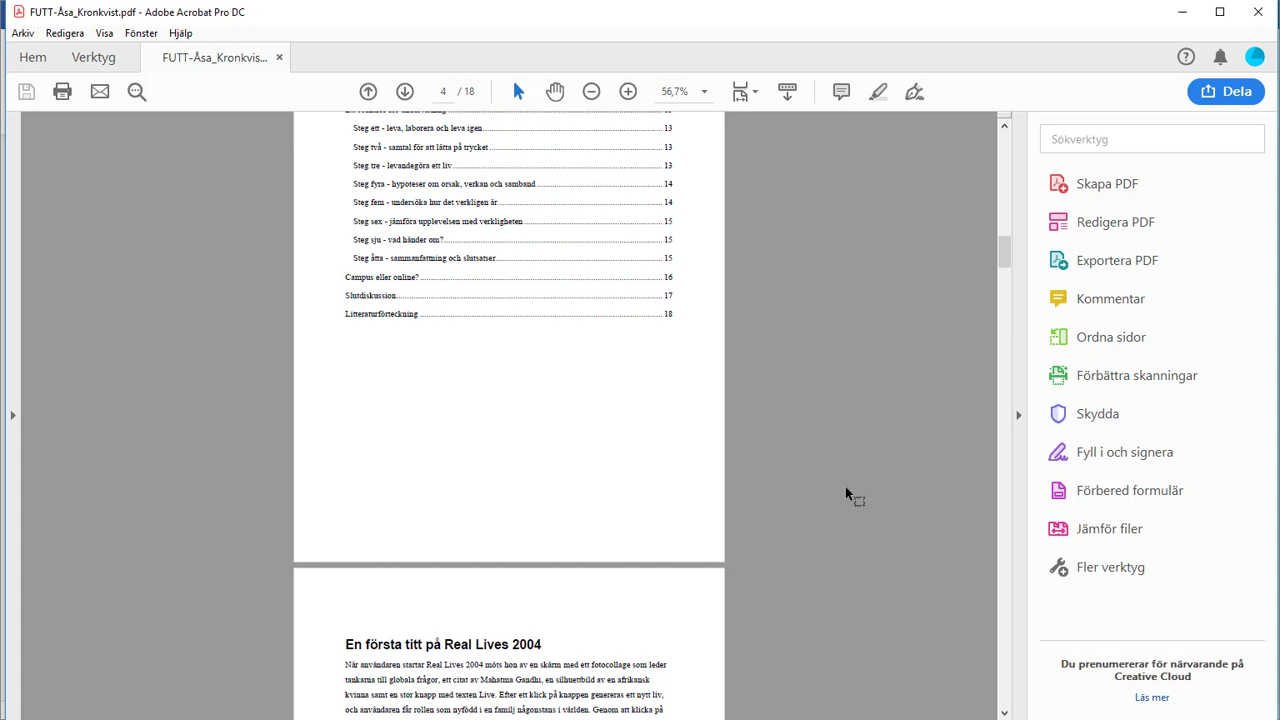 FUTT-Åsa_Kronkvist.pdf - Adobe Acrobat Pro DC
Arkiv Redigera Visa Fönster Hjälp
Hem Verktyg FUTT-Åsa_Kronkvis... ×
4 / 18 56,7% Dela
Steg ett - leva, laborera och leva igen 13
Steg två - samtal för att lätta på trycket 13
Steg tre - levandegöra ett liv 13
Steg fyra - hypoteser om orsak, verkan och samband 14
Steg fem - undersöka hur det verkligen är 14
Steg sex - jämföra upplevelsen med verkligheten 15
Steg sju - vad händer om? 15
Steg åtta - sammanfattning och slutsatser 15
Campus eller online? 16
Slutdiskussion 17
Litteraturförteckning 18
En första titt på Real Lives 2004
När användaren startar Real Lives 2004 möts hon av en skärm med ett fotocollage som leder
tankarna till globala frågor, ett citat av Mahatma Gandhi, en silhuettbild av en afrikansk
kvinna samt en stor knapp med texten Live. Efter ett klick på knappen genereras ett nytt liv,
och användaren får rollen som nyfödd i en familj någonstans i världen. Genom att klicka på
Sökverktyg
Skapa PDF
Redigera PDF
Exportera PDF
Kommentar
Ordna sidor
Förbättra skanningar
Skydda
Fyll i och signera
Förbered formulär
Jämför filer
Fler verktyg
Du prenumererar för närvarande på
Creative Cloud
Läs mer